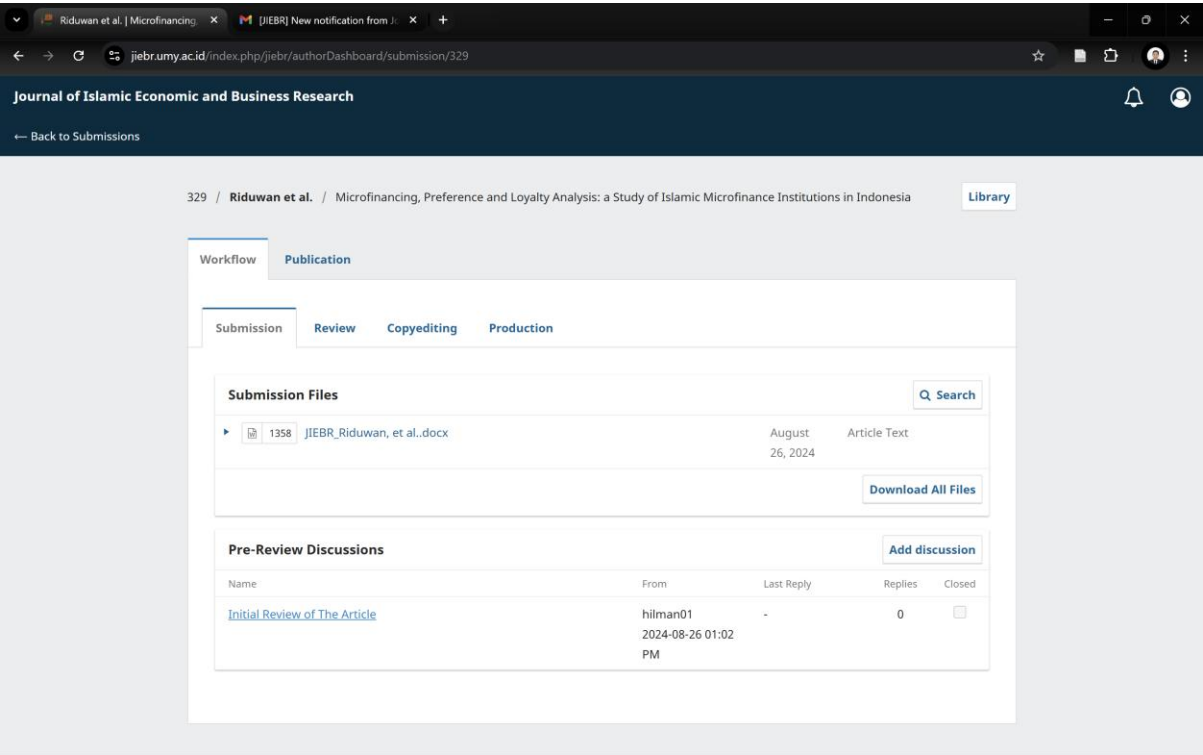 Riduwan et al. | Microfinancing,
[JIEBR] New notification from Jo
jiebr.umy.ac.id/index.php/jiebr/authorDashboard/submission/329
Journal of Islamic Economic and Business Research
← Back to Submissions
329 / Riduwan et al. / Microfinancing, Preference and Loyalty Analysis: a Study of Islamic Microfinance Institutions in Indonesia
Library
Workflow Publication
Submission Review Copyediting Production
Submission Files
Search
1358 JIEBR_Riduwan, et al..docx August Article Text
26, 2024
Download All Files
Pre-Review Discussions
Add discussion
Name From Last Reply Replies Closed
Initial Review of The Article hilman01 - 0
2024-08-26 01:02
PM